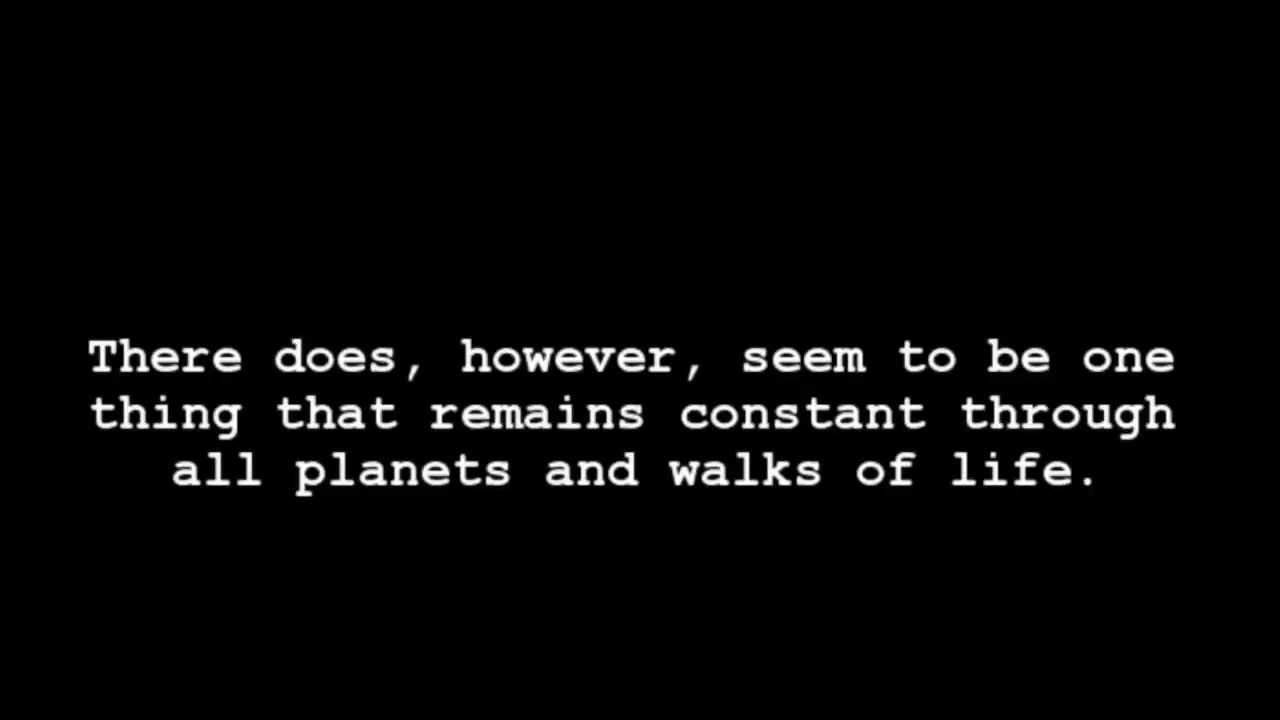 There does, however, seem to be one
thing that remains constant through
all planets and walks of life.